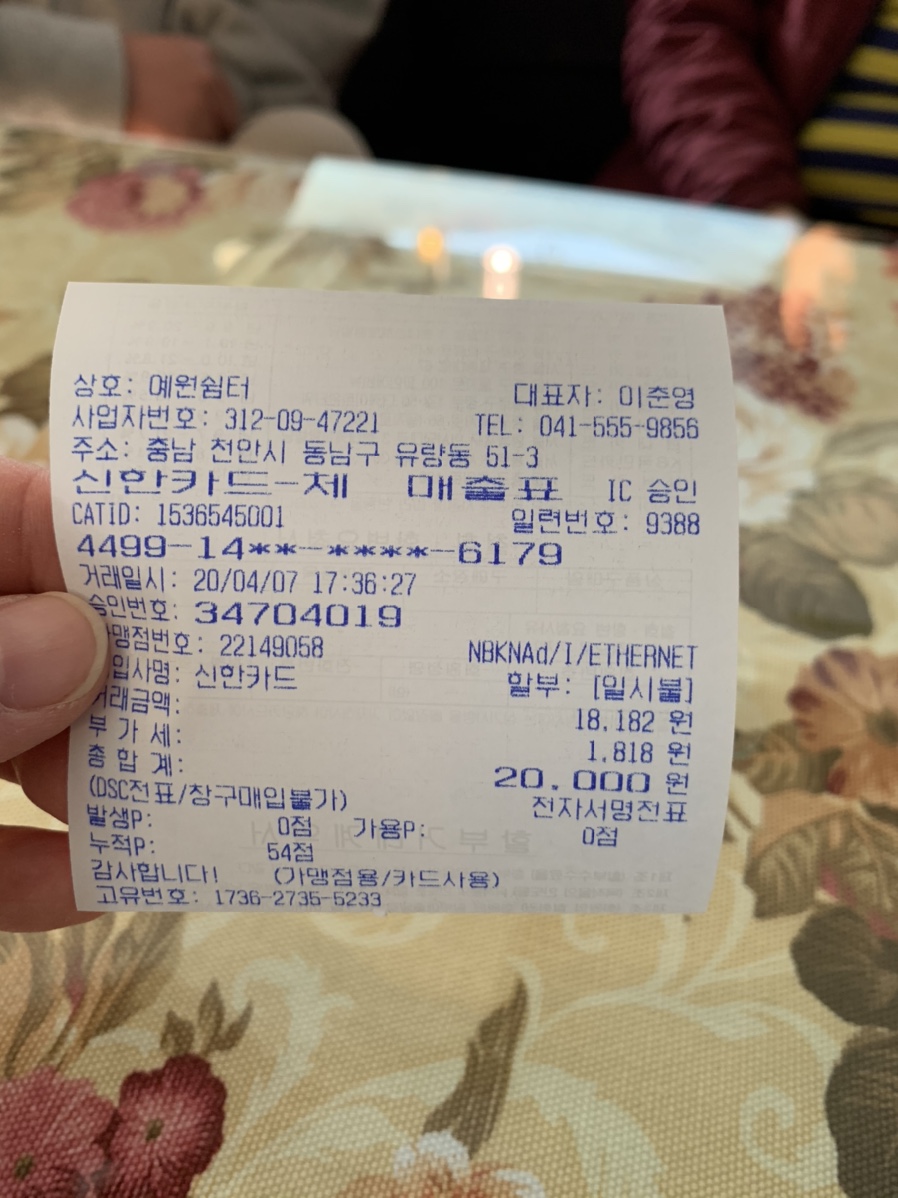 상호: 예원쉼터 대표자: 이춘영
사업자번호: 312-09-47221 TEL: 041-555-9856
주소: 충남 천안시 동남구 유량동 51-3
신한카드-제 매출표 IC 승인
CATID: 1536545001 일련번호: 9388
4499-14**-****-6179
거래일시: 20/04/07 17:36:27
승인번호: 34704019
맹점번호: 22149058 NBKNAd/I/ETHERNET
입사명: 신한카드 할부: [일시불]
거래금액: 18,182 원
부 가 세: 1,818 원
총 합 계: 20,000 원
(DSC전표/창구매입불가) 전자서명전표
발생P: 0점 가용P: 0점
누적P: 54점
감사합니다! (가맹점용/카드사용)
고유번호: 1736-2735-5233